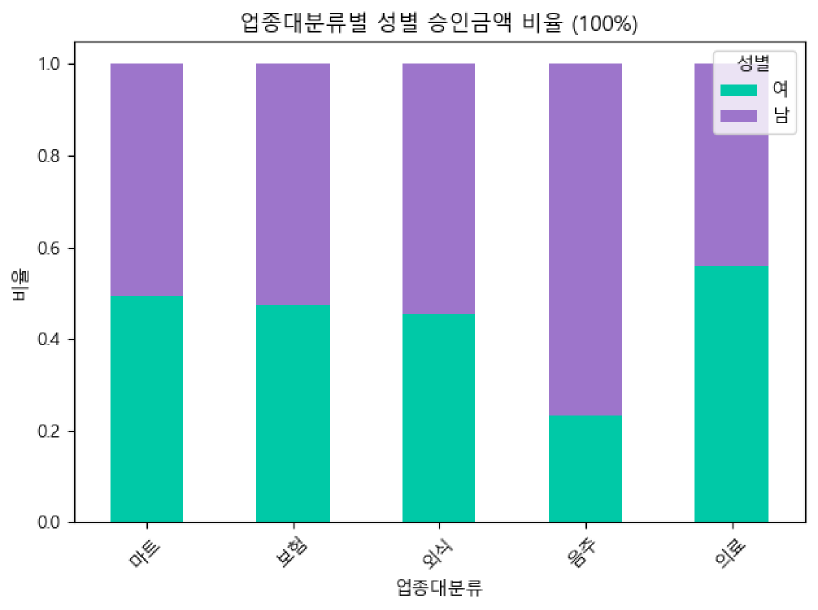 업종대분류별 성별 승인금액 비율 (100%)
성별
여
남
1.0
0.8
0.6
0.4
0.2
0.0
비율
마트
보험
외식
음주
의료
업종대분류